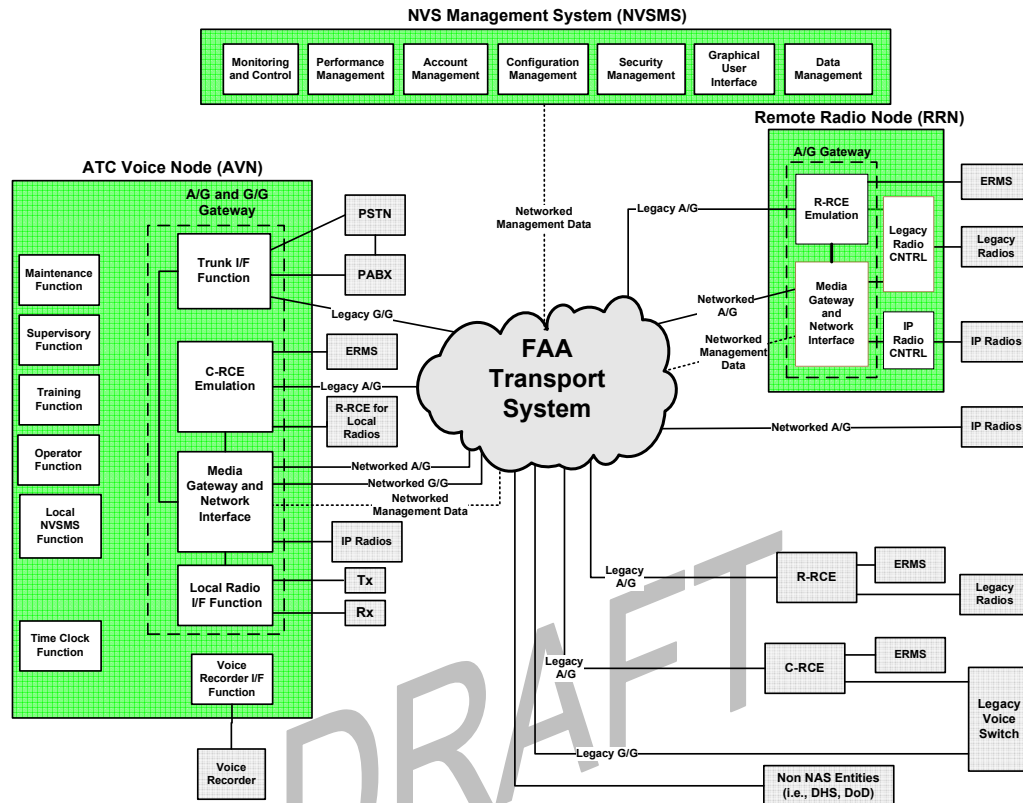 NVS Management System (NVSMS)
Monitoring
and Control
Performance
Management
Account
Management
Configuration
Management
Security
Management
Graphical
User
Interface
Data
Management
Remote Radio Node (RRN)
A/G Gateway
R-RCE
Emulation
Legacy
Radio
CNTRL
Media
Gateway
and
Network
Interface
IP
Radio
CNTRL
ERMS
Legacy
Radios
IP Radios
IP Radios
ATC Voice Node (AVN)
A/G and G/G
Gateway
Maintenance
Function
Supervisory
Function
Training
Function
Operator
Function
Local
NVSMS
Function
Time Clock
Function
Trunk I/F
Function
C-RCE
Emulation
Media
Gateway and
Network
Interface
Local Radio
I/F Function
Voice
Recorder I/F
Function
Voice
Recorder
PSTN
PABX
Legacy G/G
ERMS
Legacy A/G
R-RCE for
Local
Radios
Networked A/G
Networked G/G
Networked
Management Data
IP Radios
Tx
Rx
Networked
Management Data
FAA
Transport
System
Legacy A/G
Networked
A/G
Networked
Management
Data
Networked A/G
Legacy
A/G
R-RCE
ERMS
Legacy
Radios
Legacy
A/G
C-RCE
ERMS
Legacy
Voice
Switch
Legacy G/G
Non NAS Entities
(i.e., DHS, DoD)
DRAFT